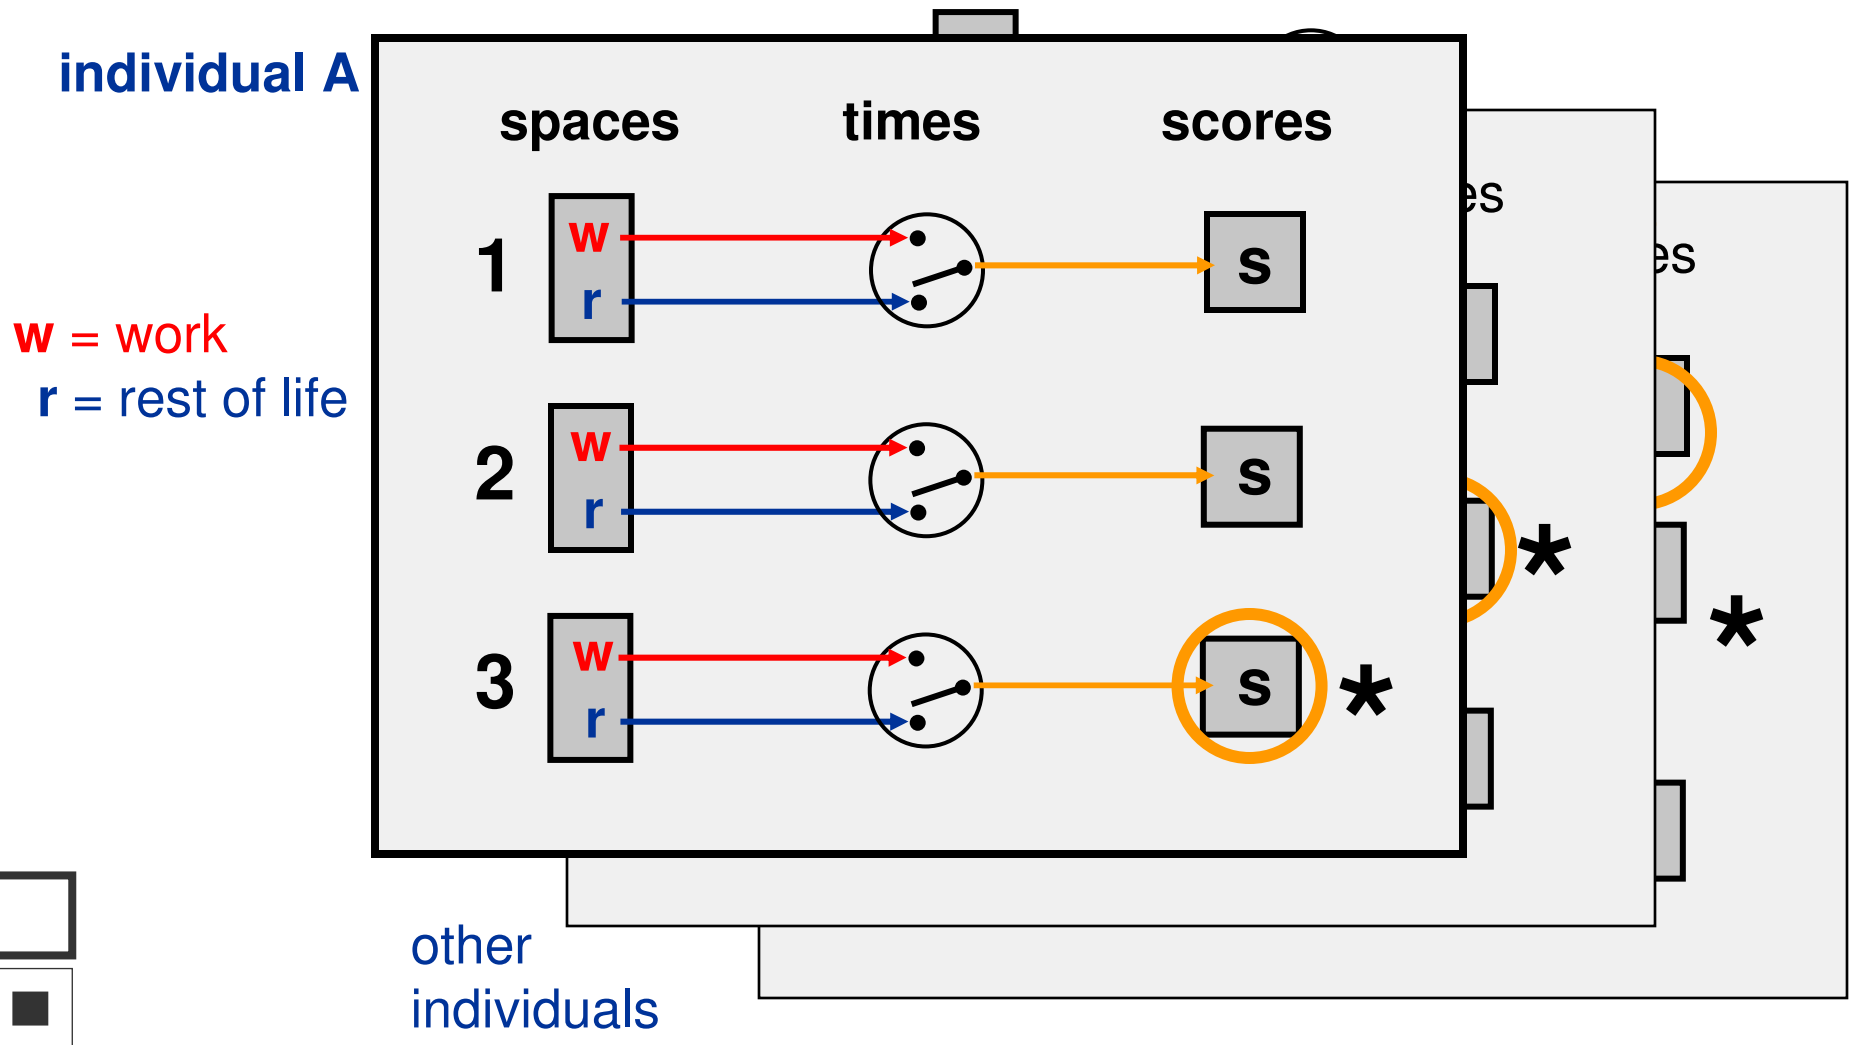 individual A
spaces times scores
es
es
1 w r s
2 w r s
3 w r s *
*
*
w = work
r = rest of life
other
individuals